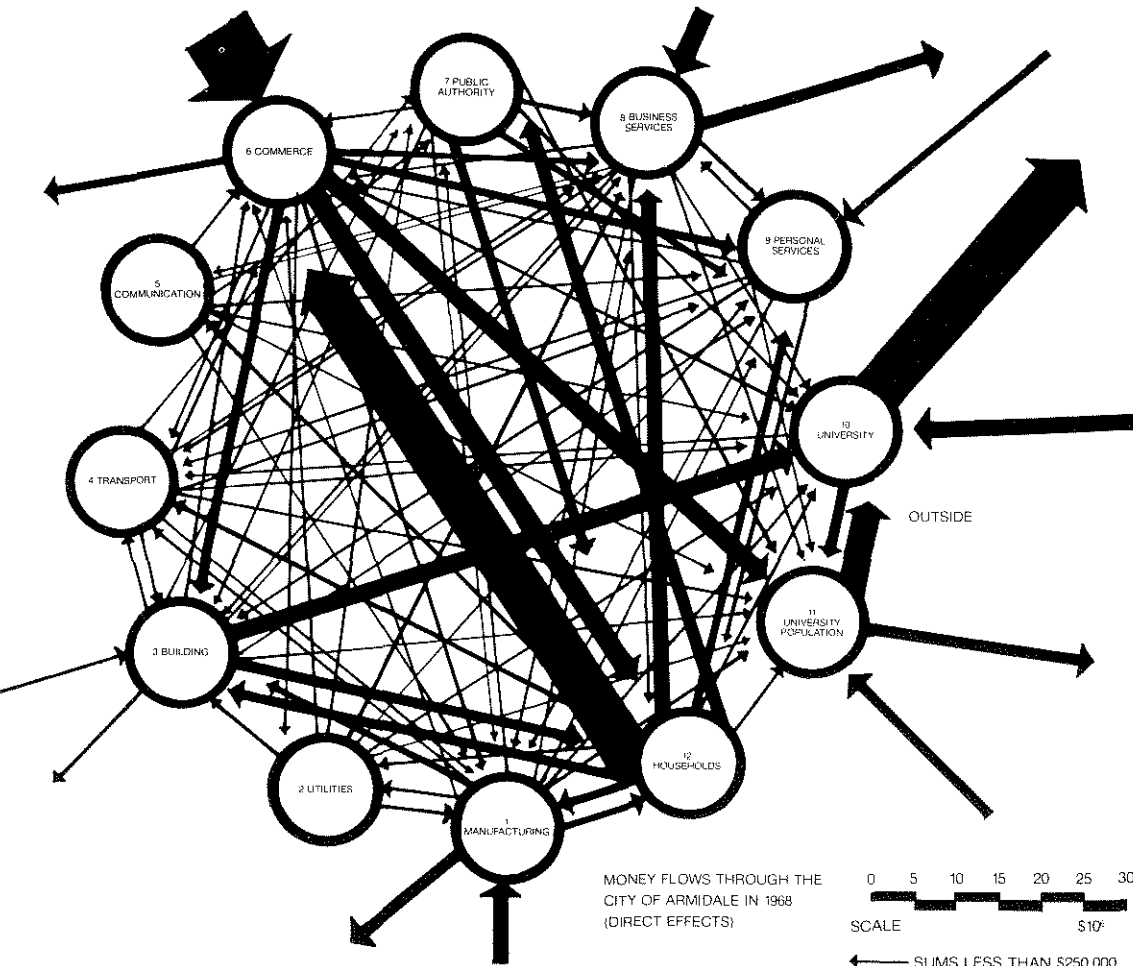 7 PUBLIC
AUTHORITY
8 BUSINESS
SERVICES
6 COMMERCE
9 PERSONAL
SERVICES
5
COMMUNICATION
10
UNIVERSITY
4 TRANSPORT
OUTSIDE
11
UNIVERSITY
POPULATION
3 BUILDING
12
HOUSEHOLDS
2 UTILITIES
1
MANUFACTURING
MONEY FLOWS THROUGH THE
CITY OF ARMIDALE IN 1968
(DIRECT EFFECTS)
0 5 10 15 20 25 30
SCALE
SUMS LESS THAN $250,000